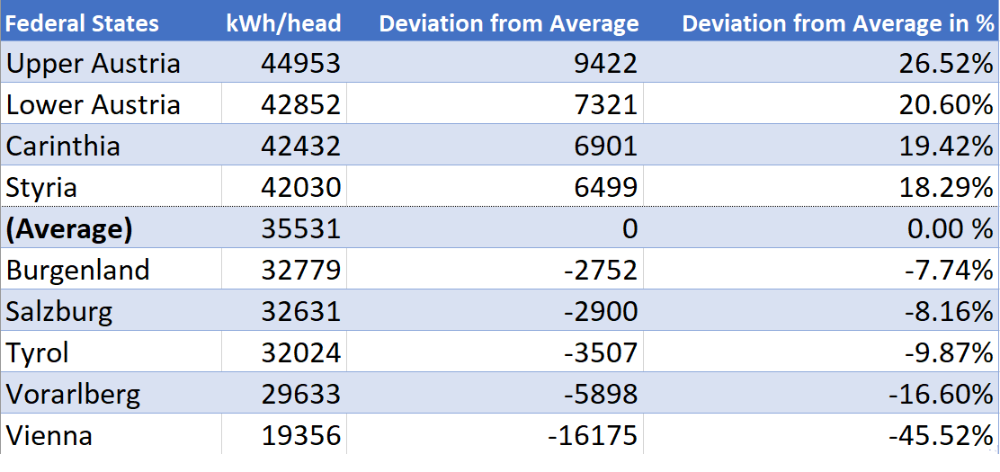 Federal States kWh/head Deviation from Average Deviation from Average in %
Upper Austria 44953 9422 26.52%
Lower Austria 42852 7321 20.60%
Carinthia 42432 6901 19.42%
Styria 42030 6499 18.29%
(Average) 35531 0 0.00 %
Burgenland 32779 -2752 -7.74%
Salzburg 32631 -2900 -8.16%
Tyrol 32024 -3507 -9.87%
Vorarlberg 29633 -5898 -16.60%
Vienna 19356 -16175 -45.52%